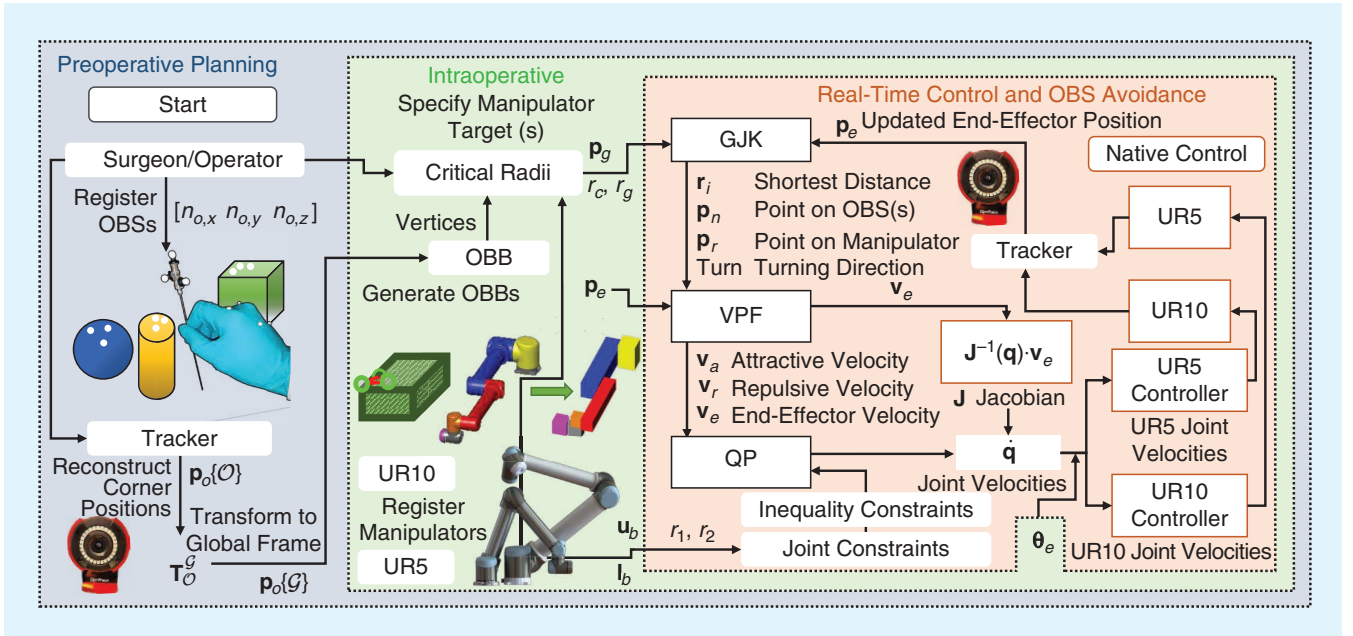 Preoperative Planning
Start
Surgeon/Operator
Register
OBSs
[n_{o,x} n_{o,y} n_{o,z}]
Tracker
Reconstruct
Corner
Positions
p_o{𝒪}
Transform to
Global Frame
T_𝒪^𝒢
p_o{𝒢}
Intraoperative
Specify Manipulator
Target (s)
Critical Radii
p_g
r_c, r_g
Vertices
OBB
Generate OBBs
UR10
Register
Manipulators
UR5
u_b
l_b
r_1, r_2
Real-Time Control and OBS Avoidance
p_e Updated End-Effector Position
GJK
Native Control
r_i Shortest Distance
p_n Point on OBS(s)
p_r Point on Manipulator
Turn Turning Direction
Tracker
UR5
UR10
p_e
VPF
v_e
J^{-1}(q)·v_e
J Jacobian
v_a Attractive Velocity
v_r Repulsive Velocity
v_e End-Effector Velocity
QP
q̇
Joint Velocities
UR5
Controller
UR5 Joint
Velocities
UR10
Controller
UR10 Joint Velocities
Inequality Constraints
Joint Constraints
θ_e